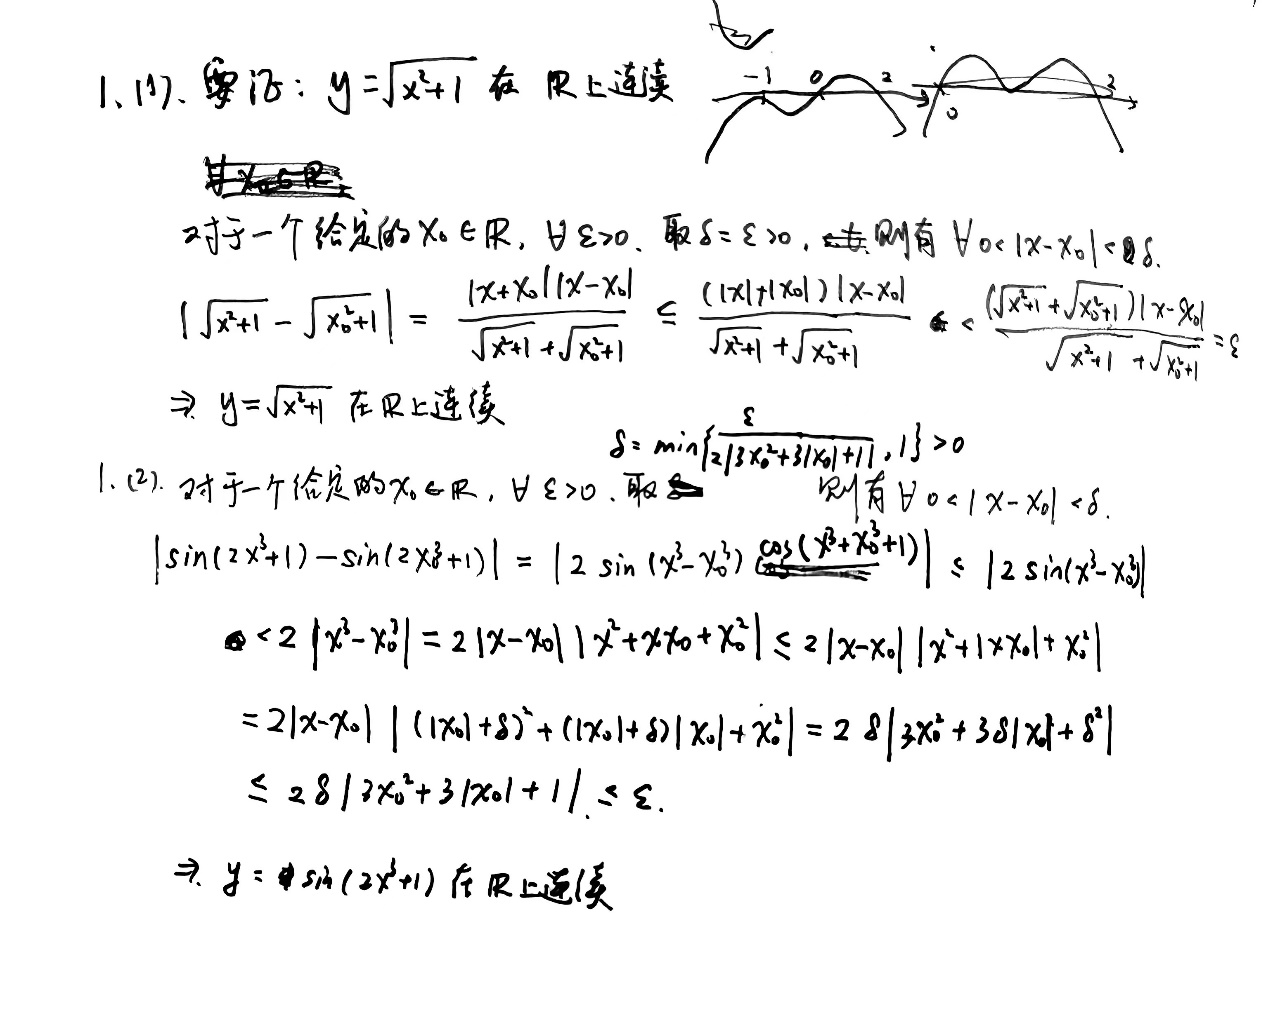 1. (1). 要证: y = √(x²+1) 在 ℝ上连续
-1 0 2
0 2
对于一个给定的 x₀∈ℝ, ∀ε>0. 取δ=ε>0, 则有 ∀0<|x-x₀|<δ.
|√(x²+1) - √(x₀²+1)| = |x+x₀||x-x₀| / (√(x²+1) + √(x₀²+1)) ≤ (|x|+|x₀|)|x-x₀| / (√(x²+1) + √(x₀²+1)) < (√(x²+1) + √(x₀²+1))|x-x₀| / (√(x²+1) + √(x₀²+1)) = ε
⇒ y = √(x²+1) 在ℝ上连续
δ = min{ε / 2|3x₀²+3|x₀|+1|, 1} > 0
1. (2). 对于一个给定的 x₀∈ℝ, ∀ε>0. 取 则有 ∀0<|x-x₀|<δ.
|sin(2x³+1) - sin(2x₀³+1)| = |2 sin(x³-x₀³) cos(x³+x₀³+1)| ≤ |2 sin(x³-x₀³)|
< 2|x³-x₀³| = 2|x-x₀||x²+xx₀+x₀²| ≤ 2|x-x₀||x²+|xx₀|+x₀²|
= 2|x-x₀||(|x₀|+δ)²+(|x₀|+δ)|x₀|+x₀²| = 2δ|3x₀²+3δ|x₀|+δ²|
≤ 2δ|3x₀²+3|x₀|+1| ≤ ε.
⇒ y = sin(2x³+1) 在ℝ上连续